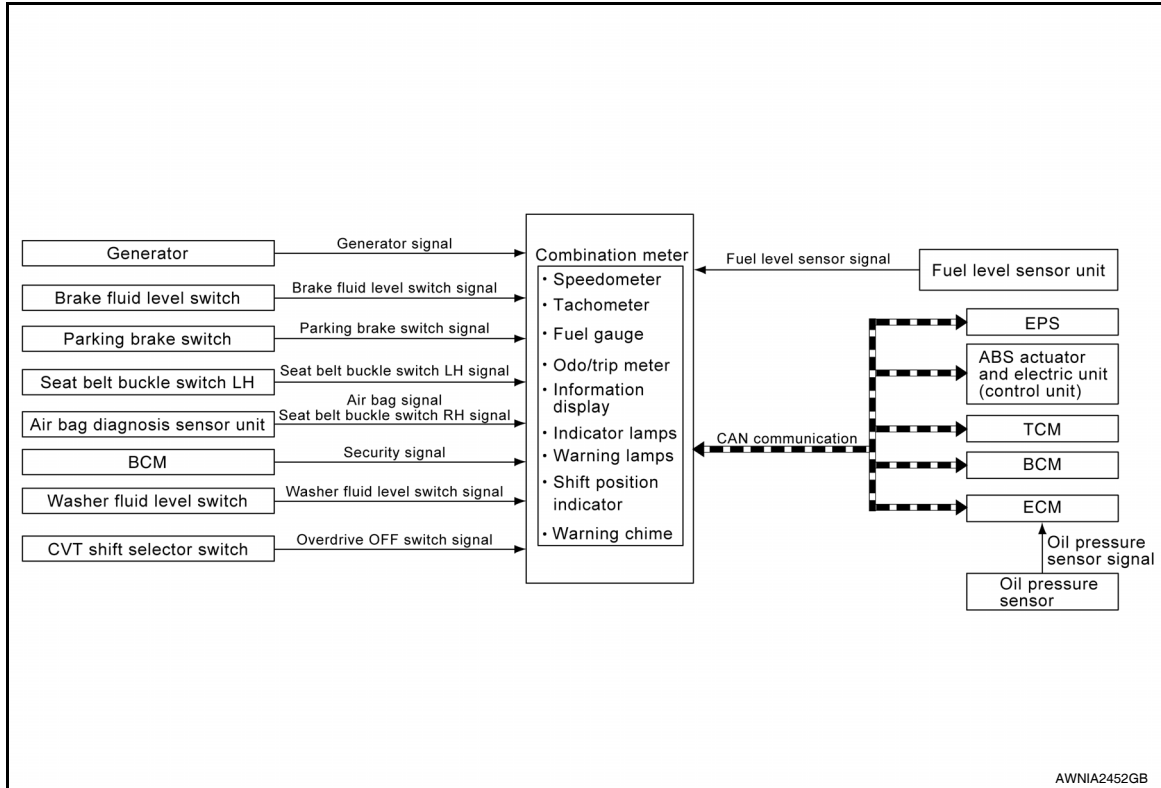 Generator
Generator signal
Brake fluid level switch
Brake fluid level switch signal
Parking brake switch
Parking brake switch signal
Seat belt buckle switch LH
Seat belt buckle switch LH signal
Air bag diagnosis sensor unit
Air bag signal
Seat belt buckle switch RH signal
BCM
Security signal
Washer fluid level switch
Washer fluid level switch signal
CVT shift selector switch
Overdrive OFF switch signal
Combination meter
· Speedometer
· Tachometer
· Fuel gauge
· Odo/trip meter
· Information
display
· Indicator lamps
· Warning lamps
· Shift position
indicator
· Warning chime
Fuel level sensor signal
Fuel level sensor unit
CAN communication
EPS
ABS actuator
and electric unit
(control unit)
TCM
BCM
ECM
Oil pressure
sensor signal
Oil pressure
sensor
AWNIA2452GB